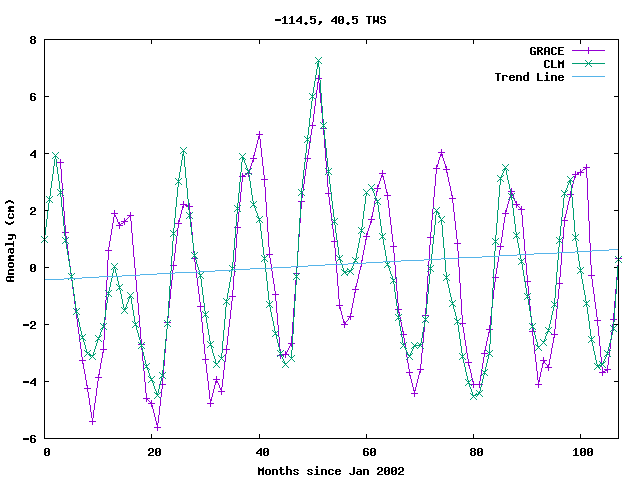 -114.5, 40.5 TWS
GRACE
CLM
Trend Line
8
6
4
2
0
-2
-4
-6
Anomaly (cm)
0 20 40 60 80 100
Months since Jan 2002